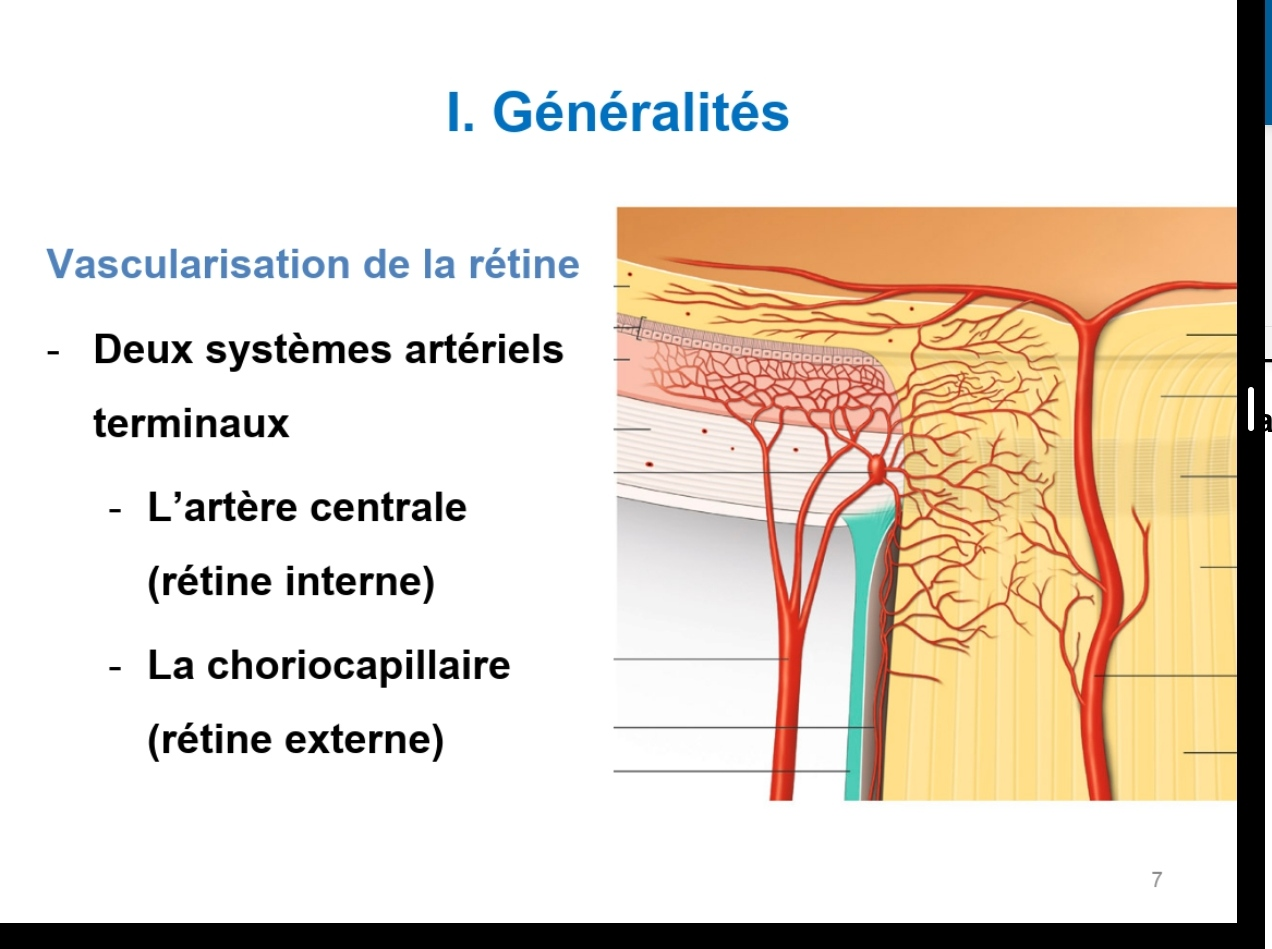 I. Généralités
Vascularisation de la rétine
- Deux systèmes artériels
terminaux
- L’artère centrale
(rétine interne)
- La choriocapillaire
(rétine externe)
7